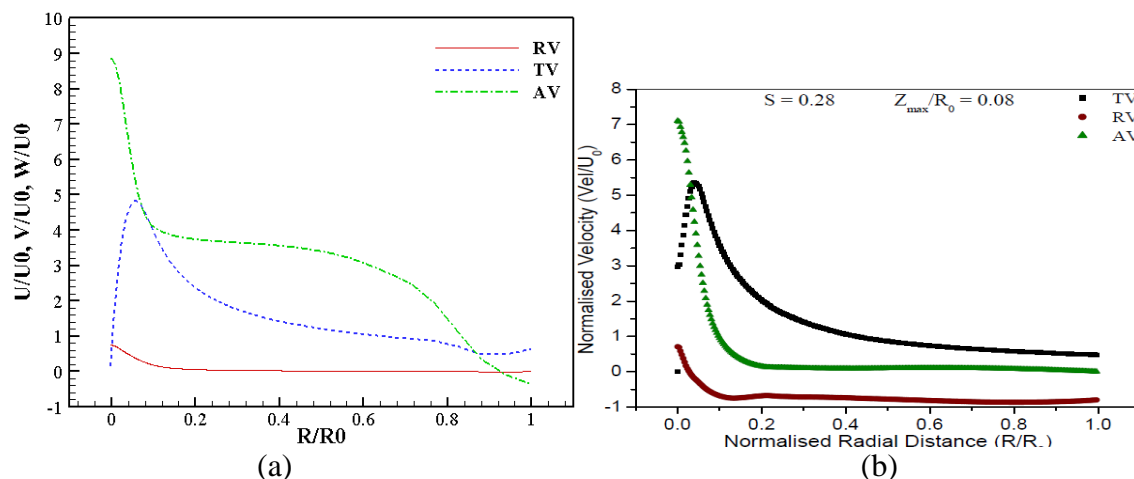 10
9
8
7
6
5
4
3
2
1
0
-1
U/U0, V/U0, W/U0
RV
TV
AV
0
0.2
0.4
0.6
0.8
1
R/R0
(a)
8
7
6
5
4
3
2
1
0
-1
Normalised Velocity (Vel/U0)
S = 0.28 Zmax/R0 = 0.08
TV
RV
AV
0.0
0.2
0.4
0.6
0.8
1.0
Normalised Radial Distance
(b)